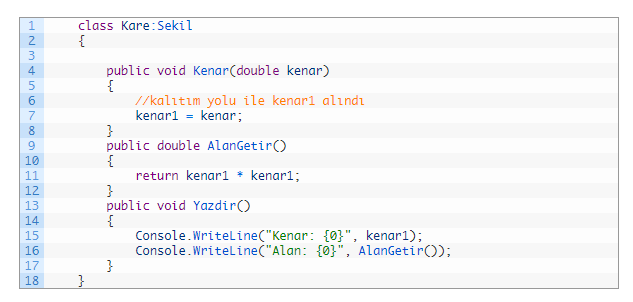 1 class Kare:Sekil
2 {
3
4 public void Kenar(double kenar)
5 {
6 //kalıtım yolu ile kenar1 alındı
7 kenar1 = kenar;
8 }
9 public double AlanGetir()
10 {
11 return kenar1 * kenar1;
12 }
13 public void Yazdir()
14 {
15 Console.WriteLine("Kenar: {0}", kenar1);
16 Console.WriteLine("Alan: {0}", AlanGetir());
17 }
18 }